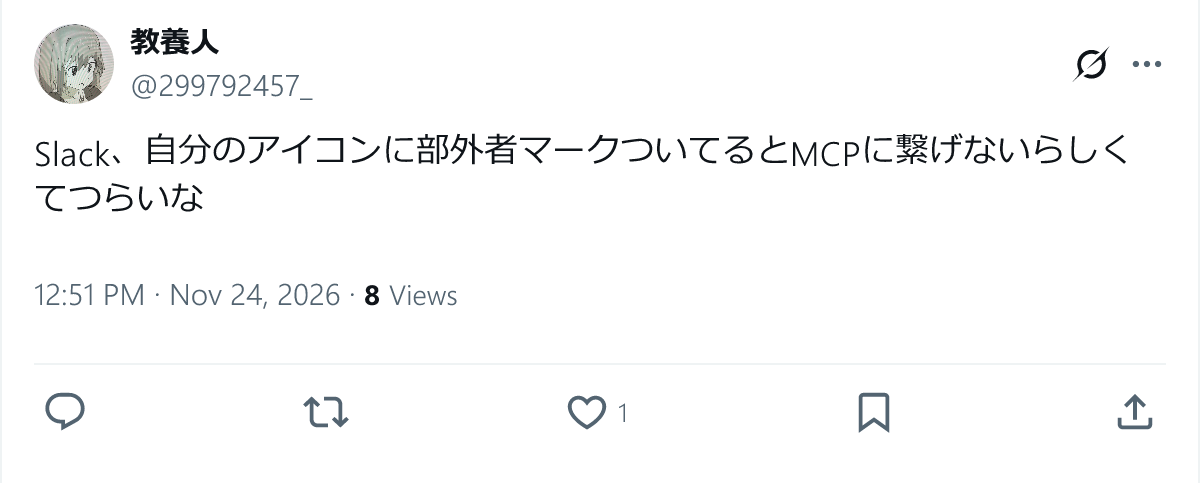 教養人
@299792457_
Slack、自分のアイコンに部外者マークついてるとMCPに繋げないらしく
てつらいな
12:51 PM · Nov 24, 2026 · 8 Views
1